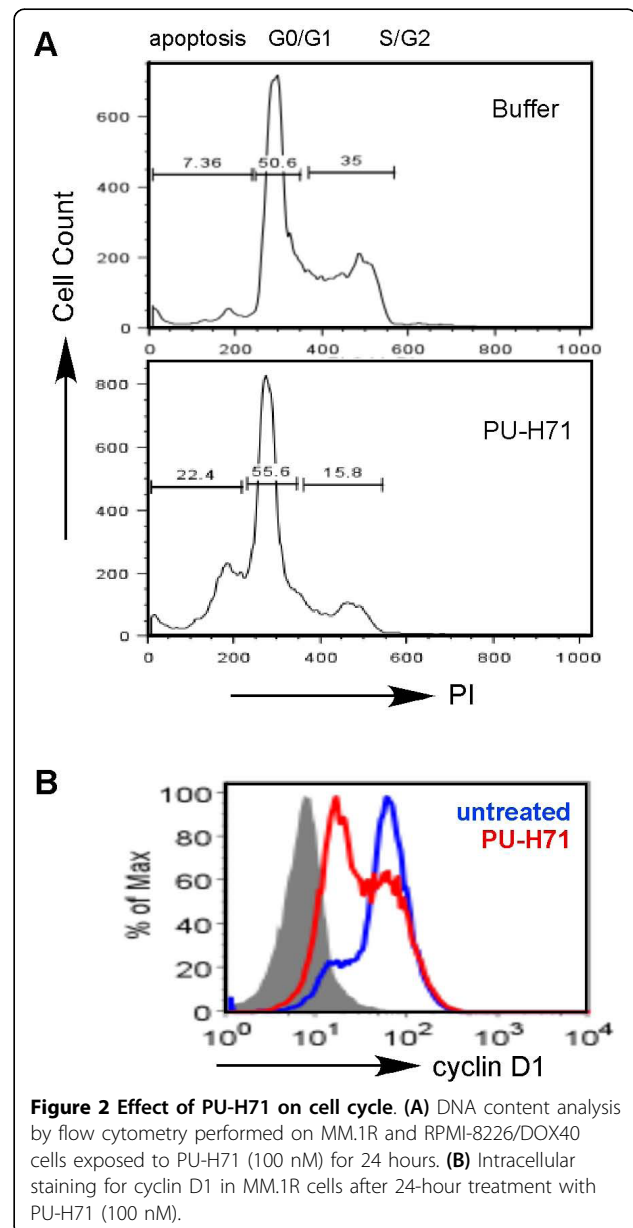 A
apoptosis G0/G1 S/G2
Buffer
600
400
200
0
7.36 50.6 35
0 200 400 600 800 1000
Cell Count
PU-H71
800
600
400
200
0
22.4 55.6 15.8
0 200 400 600 800 1000
PI
B
untreated
PU-H71
% of Max
100
80
60
40
20
0
10⁰ 10¹ 10² 10³ 10⁴
cyclin D1
Figure 2 Effect of PU-H71 on cell cycle. (A) DNA content analysis
by flow cytometry performed on MM.1R and RPMI-8226/DOX40
cells exposed to PU-H71 (100 nM) for 24 hours. (B) Intracellular
staining for cyclin D1 in MM.1R cells after 24-hour treatment with
PU-H71 (100 nM).